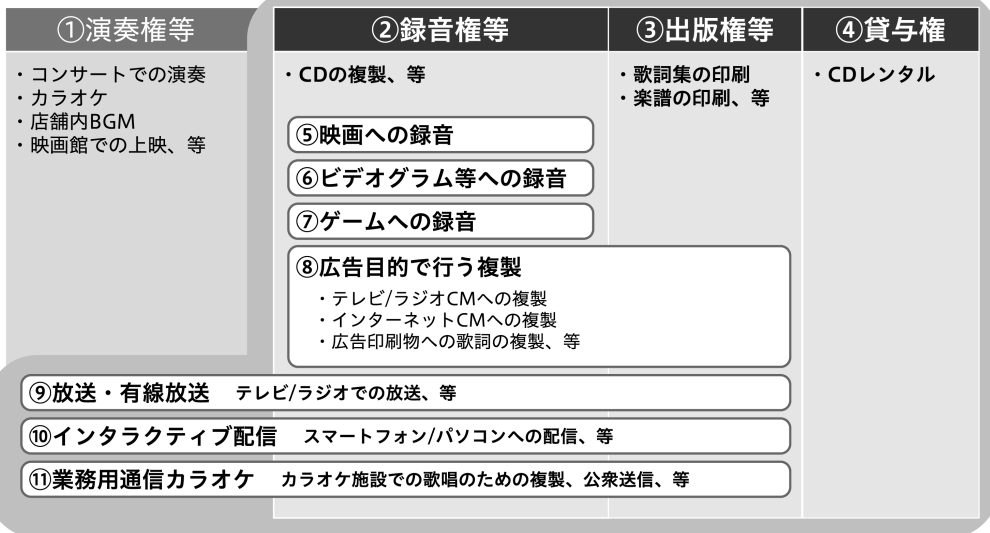 ①演奏権等
・コンサートでの演奏
・カラオケ
・店舗内BGM
・映画館での上映、等
②録音権等
・CDの複製、等
③出版権等
・歌詞集の印刷
・楽譜の印刷、等
④貸与権
・CDレンタル
⑤映画への録音
⑥ビデオグラム等への録音
⑦ゲームへの録音
⑧広告目的で行う複製
・テレビ/ラジオCMへの複製
・インターネットCMへの複製
・広告印刷物への歌詞の複製、等
⑨放送・有線放送 テレビ/ラジオでの放送、等
⑩インタラクティブ配信 スマートフォン/パソコンへの配信、等
⑪業務用通信カラオケ カラオケ施設での歌唱のための複製、公衆送信、等